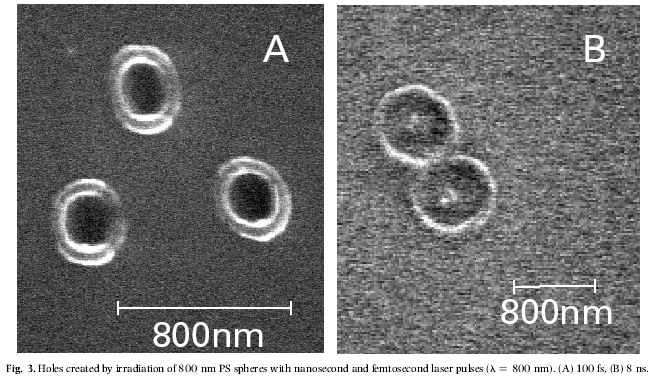 A
B
800nm
800nm
Fig. 3. Holes created by irradiation of 800 nm PS spheres with nanosecond and femtosecond laser pulses (λ = 800 nm). (A) 100 fs, (B) 8 ns.